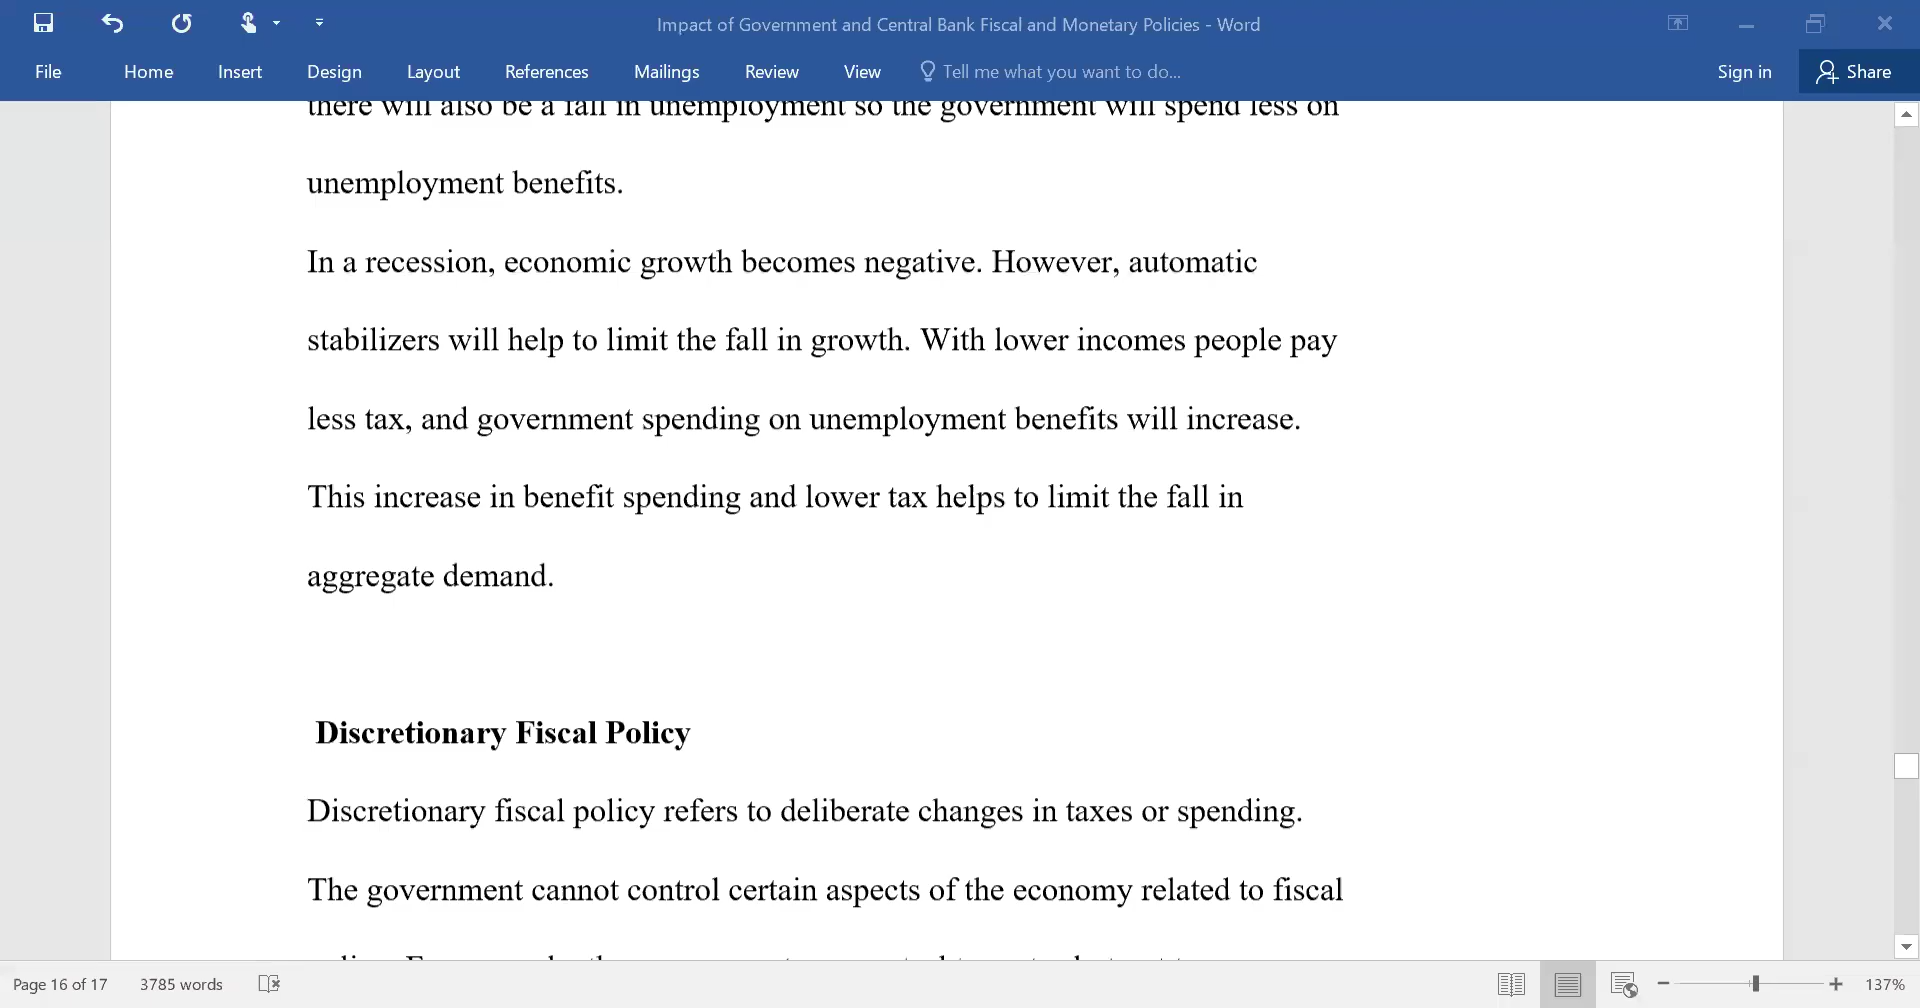 Impact of Government and Central Bank Fiscal and Monetary Policies - Word
File Home Insert Design Layout References Mailings Review View Tell me what you want to do... Sign in Share
there will also be a fall in unemployment so the government will spend less on
unemployment benefits.
In a recession, economic growth becomes negative. However, automatic
stabilizers will help to limit the fall in growth. With lower incomes people pay
less tax, and government spending on unemployment benefits will increase.
This increase in benefit spending and lower tax helps to limit the fall in
aggregate demand.
Discretionary Fiscal Policy
Discretionary fiscal policy refers to deliberate changes in taxes or spending.
The government cannot control certain aspects of the economy related to fiscal
Page 16 of 17 3785 words 137%